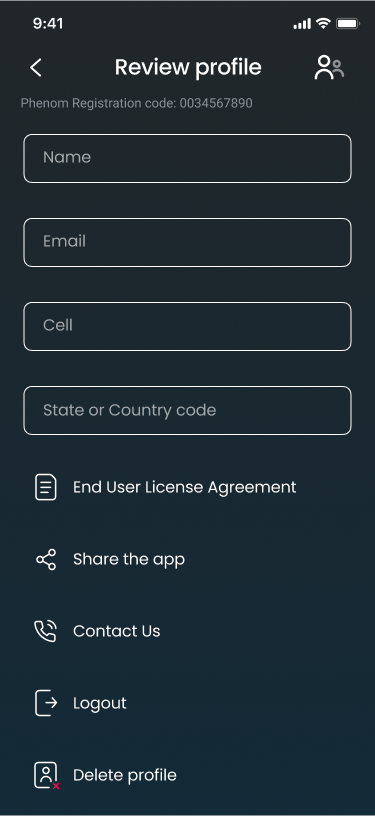 9:41
Review profile
Phenom Registration code: 0034567890
Name
Email
Cell
State or Country code
End User License Agreement
Share the app
Contact Us
Logout
Delete profile